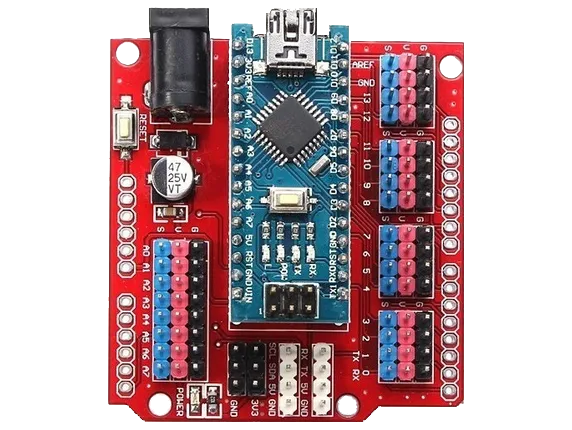 AREF
GND
13
12
S V G
11
10
9
8
S V G
7
6
5
4
S V G
3
2
TX 1
RX 0
RESET
47
25V
VT
S V G
A0
A1
A2
A3
A4
A5
A6
A7
POWER
GND
3V3
SCL SDA 5V GND
RX TX 5V GND
D13 3V3 REF A0 A1 A2 A3 A4 A5 A6 A7 5V RST GND VIN
D12 D11 D10 D9 D8 D7 D6 D5 D4 D3 D2 GND RST RX0 TX1
L POW TX RX
1